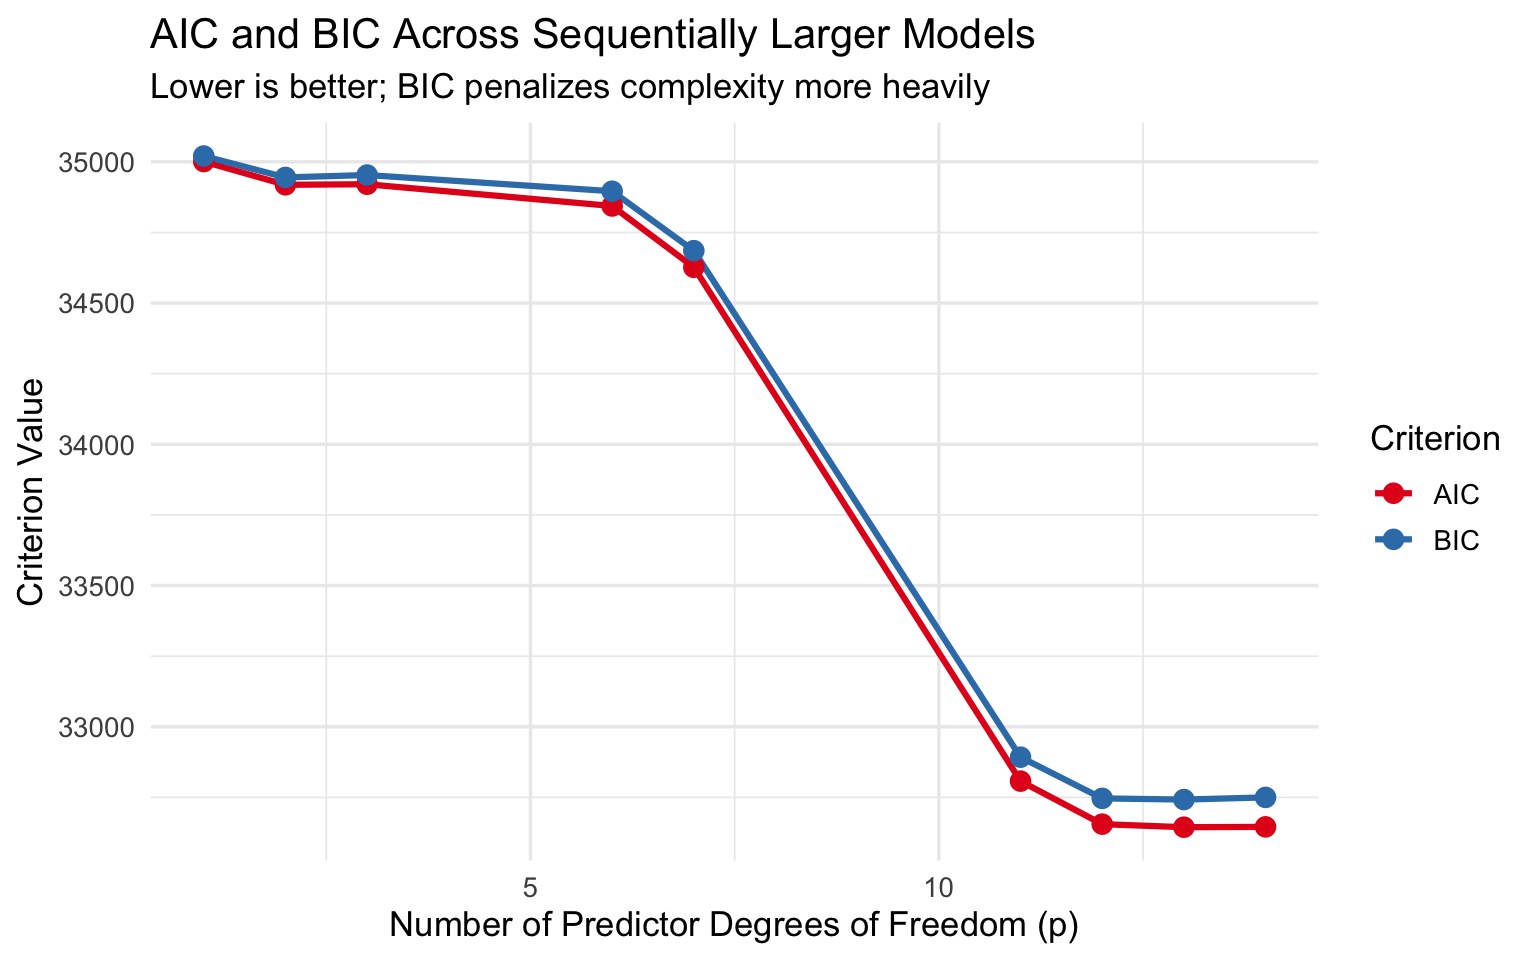 AIC and BIC Across Sequentially Larger Models
Lower is better; BIC penalizes complexity more heavily
Criterion Value
35000
34500
34000
33500
33000
5
10
Number of Predictor Degrees of Freedom (p)
Criterion
AIC
BIC